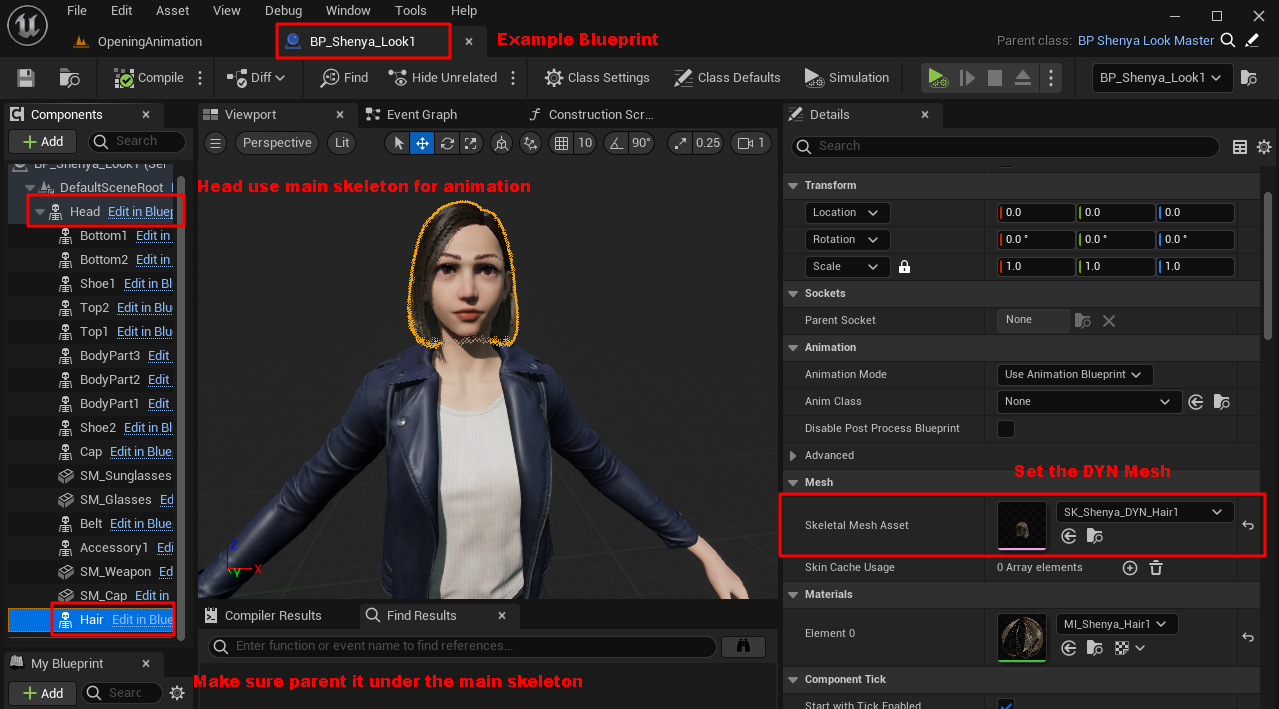 File Edit Asset View Debug Window Tools Help
OpeningAnimation
BP_Shenya_Look1
Example Blueprint
Parent class: BP Shenya Look Master
Compile
Diff
Find
Hide Unrelated
Class Settings
Class Defaults
Simulation
BP_Shenya_Look1
Components
Add
Search
BP_Shenya_Look1 (Sel
DefaultSceneRoot
Head Edit in Bluep
Bottom1 Edit in
Bottom2 Edit in
Shoe1 Edit in Blu
Top2 Edit in Blu
Top1 Edit in Blu
BodyPart3 Edit
BodyPart2 Edit
BodyPart1 Edit
Shoe2 Edit in Bl
Cap Edit in Blue
SM_Sunglasses
SM_Glasses Ed
Belt Edit in Blue
Accessory1 Edi
SM_Weapon Ed
SM_Cap Edit in
Hair Edit in Blue
My Blueprint
Add
Searc
Viewport
Event Graph
Construction Scr...
Perspective
Lit
10
90°
0.25
1
Head use main skeleton for animation
Z
X
Y
Compiler Results
Find Results
Enter function or event name to find references...
Make sure parent it under the main skeleton
Details
Search
Transform
Location 0.0 0.0 0.0
Rotation 0.0 ° 0.0 ° 0.0 °
Scale 1.0 1.0 1.0
Sockets
Parent Socket None
Animation
Animation Mode Use Animation Blueprint
Anim Class None
Disable Post Process Blueprint
Advanced
Set the DYN Mesh
Mesh
Skeletal Mesh Asset SK_Shenya_DYN_Hair1
Skin Cache Usage 0 Array elements
Materials
Element 0 MI_Shenya_Hair1
Component Tick
Start with Tick Enabled